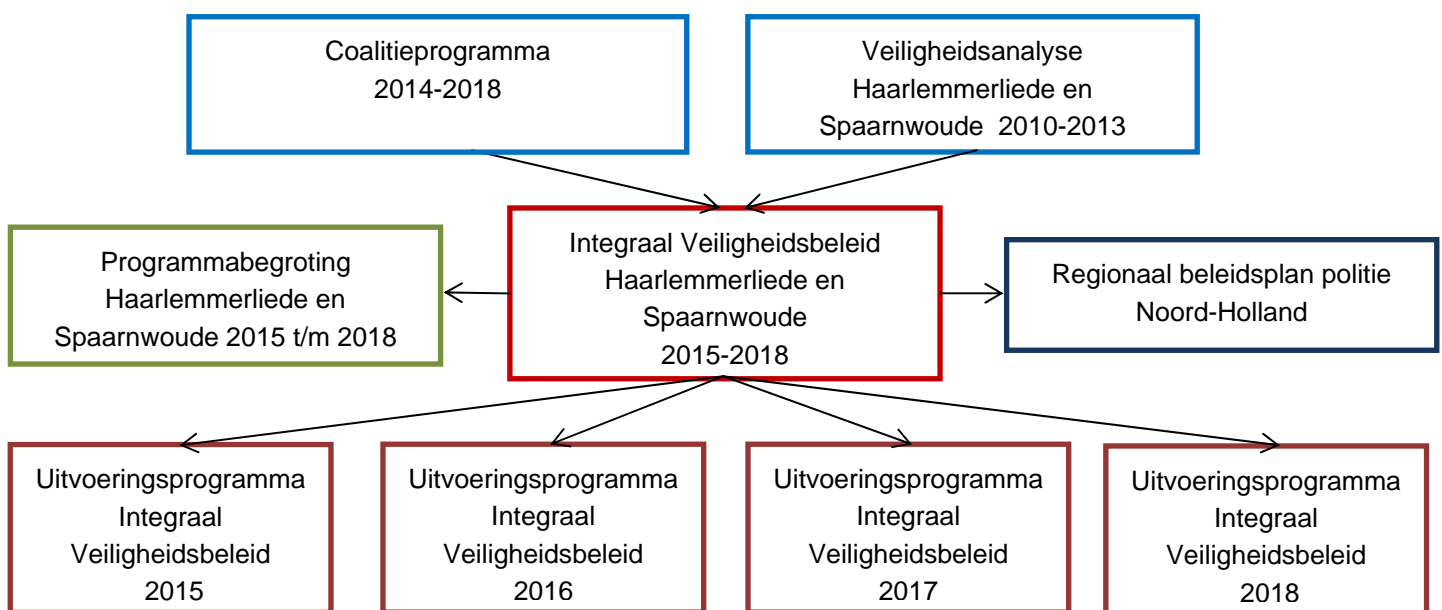 Coalitieprogramma
2014-2018
Veiligheidsanalyse
Haarlemmerliede en
Spaarnwoude 2010-2013
Programmabegroting
Haarlemmerliede en
Spaarnwoude 2015 t/m 2018
Integraal Veiligheidsbeleid
Haarlemmerliede en
Spaarnwoude
2015-2018
Regionaal beleidsplan politie
Noord-Holland
Uitvoeringsprogramma
Integraal
Veiligheidsbeleid
2015
Uitvoeringsprogramma
Integraal
Veiligheidsbeleid
2016
Uitvoeringsprogramma
Integraal
Veiligheidsbeleid
2017
Uitvoeringsprogramma
Integraal
Veiligheidsbeleid
2018